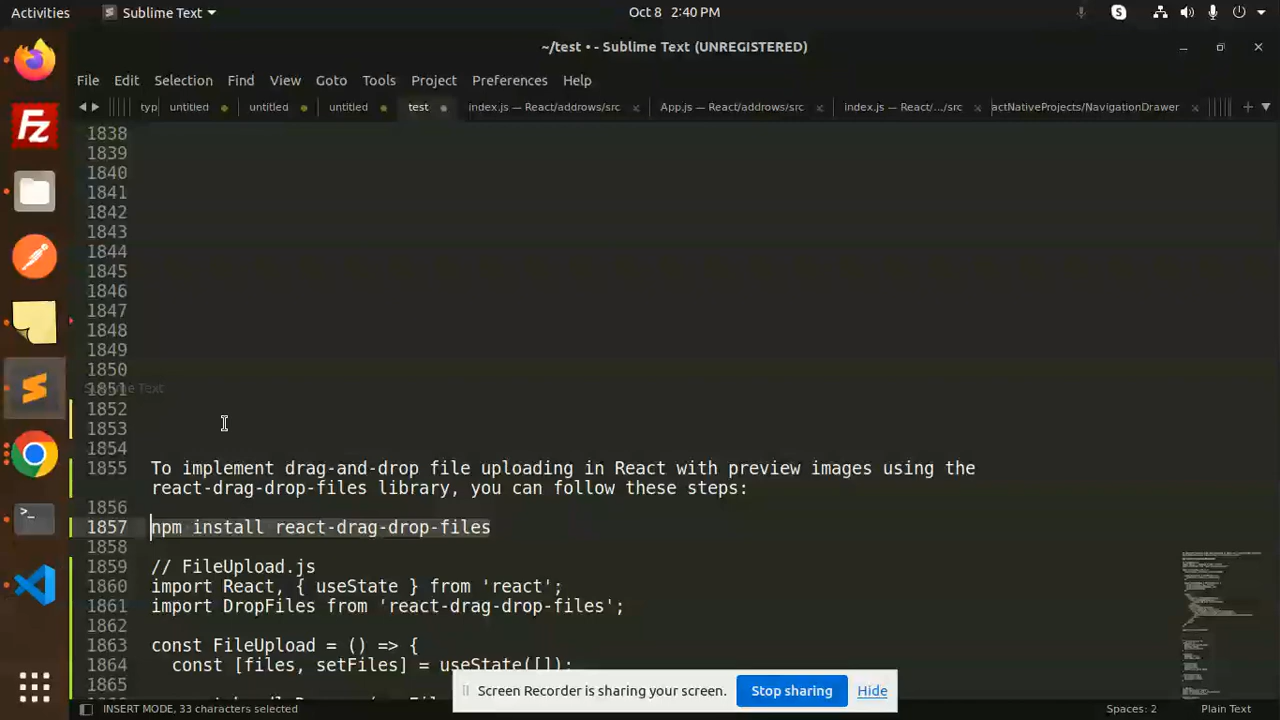 Activities
Sublime Text
Oct 8 2:40 PM
~/test • - Sublime Text (UNREGISTERED)
File Edit Selection Find View Goto Tools Project Preferences Help
typ untitled untitled untitled test index.js — React/addrows/src App.js — React/addrows/src index.js — React/.../src actNativeProjects/NavigationDrawer
1838
1839
1840
1841
1842
1843
1844
1845
1846
1847
1848
1849
1850
1851
Sublime Text
1852
1853
1854
1855 To implement drag-and-drop file uploading in React with preview images using the
react-drag-drop-files library, you can follow these steps:
1856
1857 npm install react-drag-drop-files
1858
1859 // FileUpload.js
1860 import React, { useState } from 'react';
1861 import DropFiles from 'react-drag-drop-files';
1862
1863 const FileUpload = () => {
1864 const [files, setFiles] = useState([]);
1865
Screen Recorder is sharing your screen. Stop sharing Hide
INSERT MODE, 33 characters selected
Spaces: 2
Plain Text